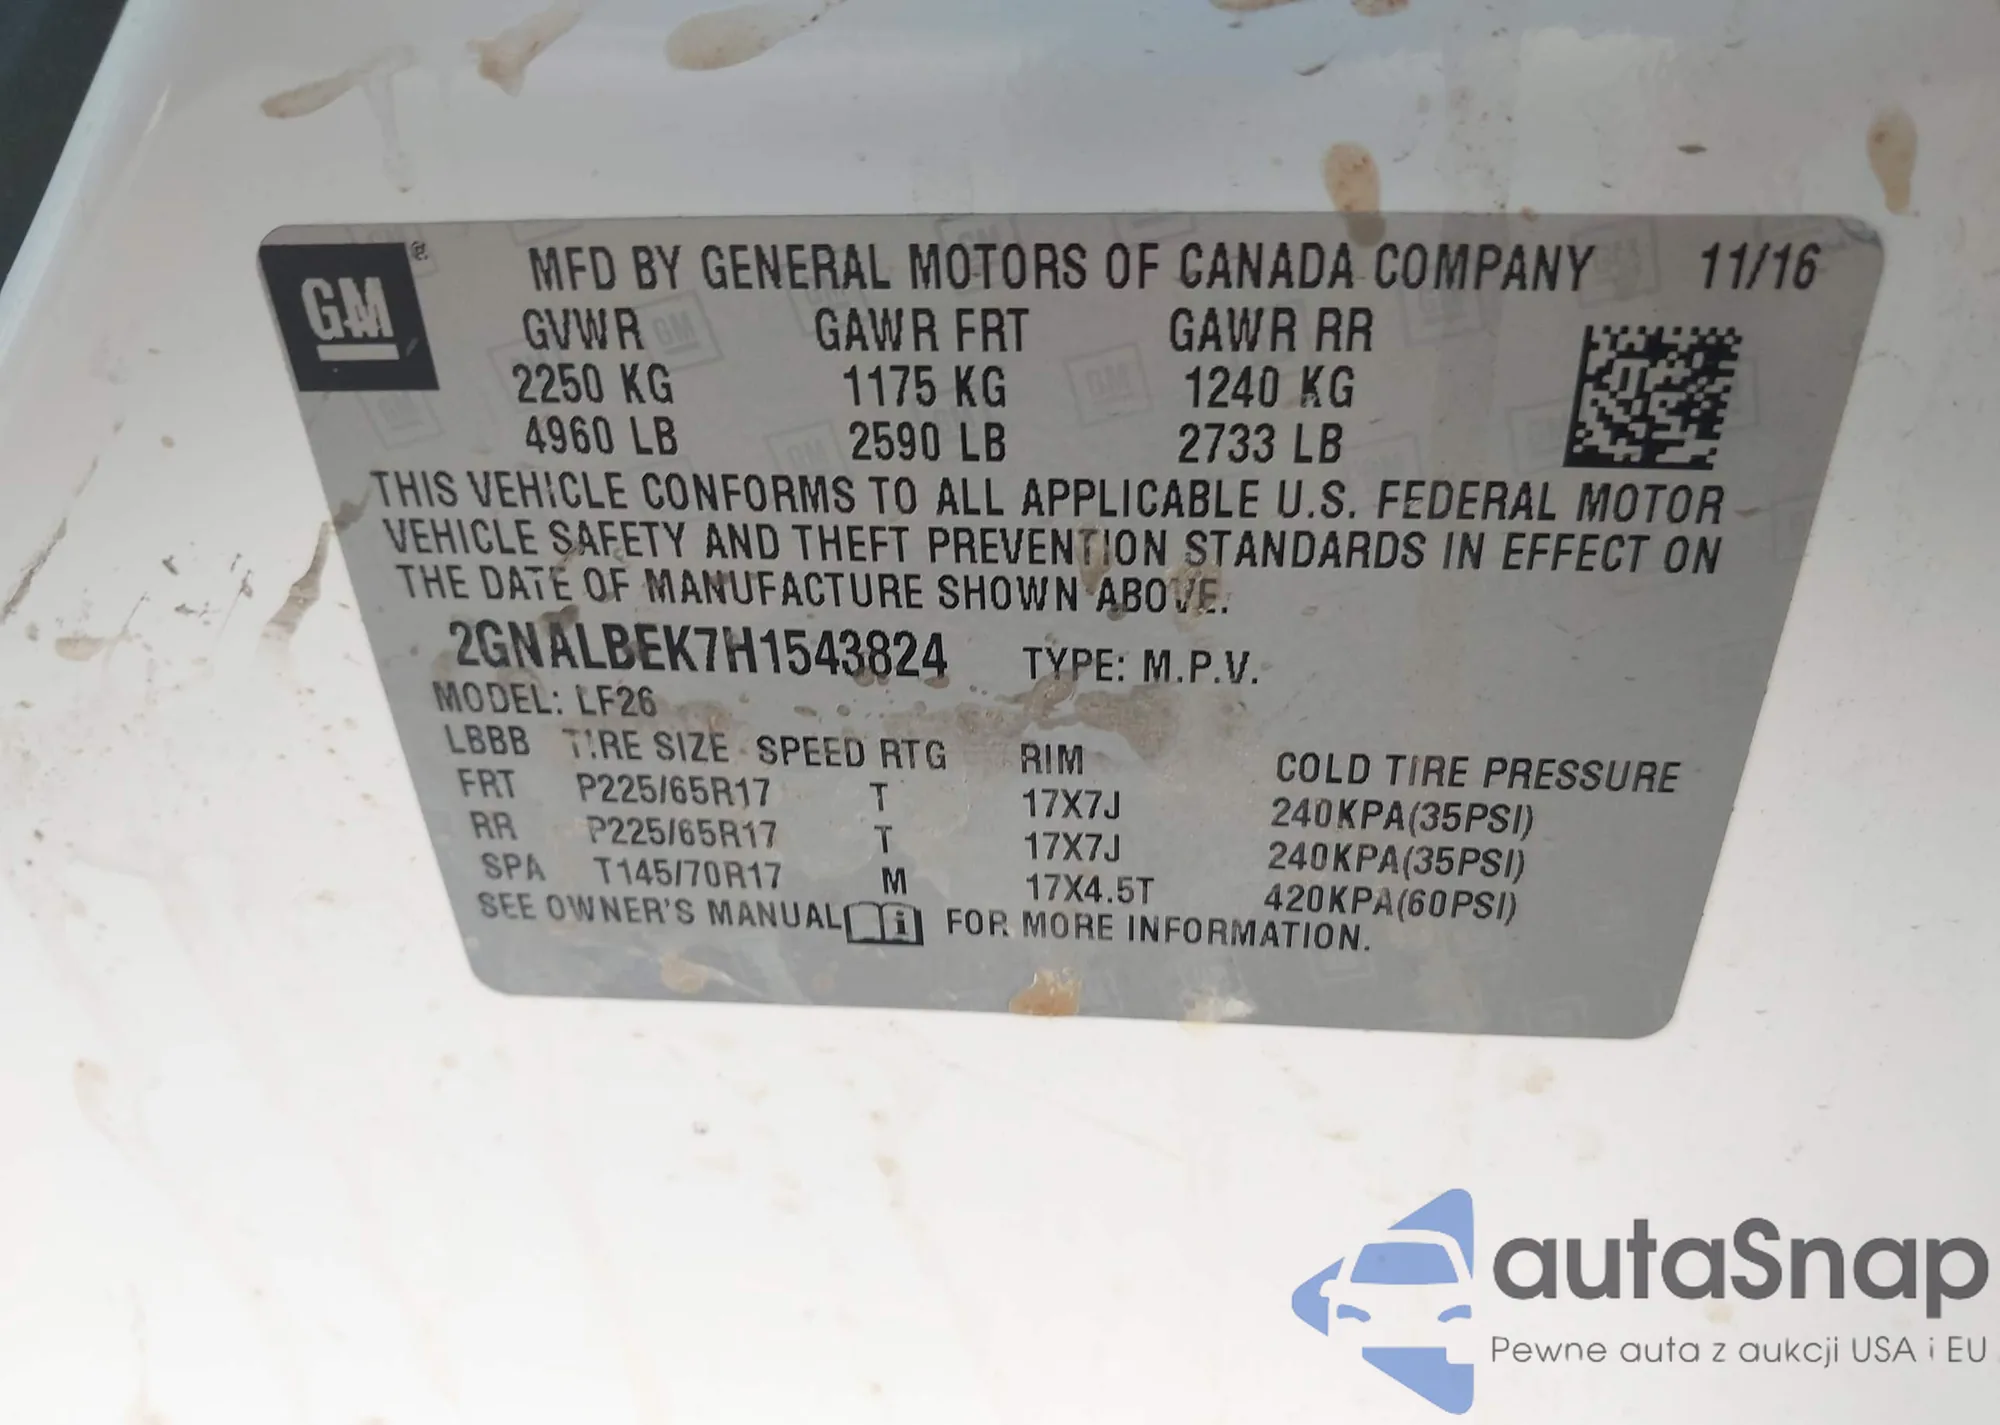 GM ®
MFD BY GENERAL MOTORS OF CANADA COMPANY 11/16
GVWR GAWR FRT GAWR RR
2250 KG 1175 KG 1240 KG
4960 LB 2590 LB 2733 LB
THIS VEHICLE CONFORMS TO ALL APPLICABLE U.S. FEDERAL MOTOR
VEHICLE SAFETY AND THEFT PREVENTION STANDARDS IN EFFECT ON
THE DATE OF MANUFACTURE SHOWN ABOVE.
2GNALBEK7H1543824 TYPE: M.P.V.
MODEL: LF26
LBBB TIRE SIZE SPEED RTG RIM COLD TIRE PRESSURE
FRT P225/65R17 T 17X7J 240KPA(35PSI)
RR P225/65R17 T 17X7J 240KPA(35PSI)
SPA T145/70R17 M 17X4.5T 420KPA(60PSI)
SEE OWNER'S MANUAL i FOR MORE INFORMATION.
autaSnap
Pewne auta z aukcji USA i EU